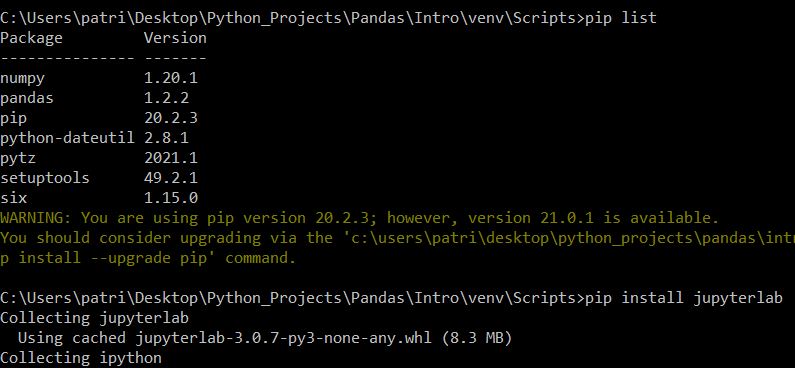 C:\Users\patri\Desktop\Python_Projects\Pandas\Intro\venv\Scripts>pip list
Package         Version
--------------- -------
numpy           1.20.1
pandas          1.2.2
pip             20.2.3
python-dateutil 2.8.1
pytz            2021.1
setuptools      49.2.1
six             1.15.0
WARNING: You are using pip version 20.2.3; however, version 21.0.1 is available.
You should consider upgrading via the 'c:\users\patri\desktop\python_projects\pandas\int
p install --upgrade pip' command.
C:\Users\patri\Desktop\Python_Projects\Pandas\Intro\venv\Scripts>pip install jupyterlab
Collecting jupyterlab
  Using cached jupyterlab-3.0.7-py3-none-any.whl (8.3 MB)
Collecting ipython